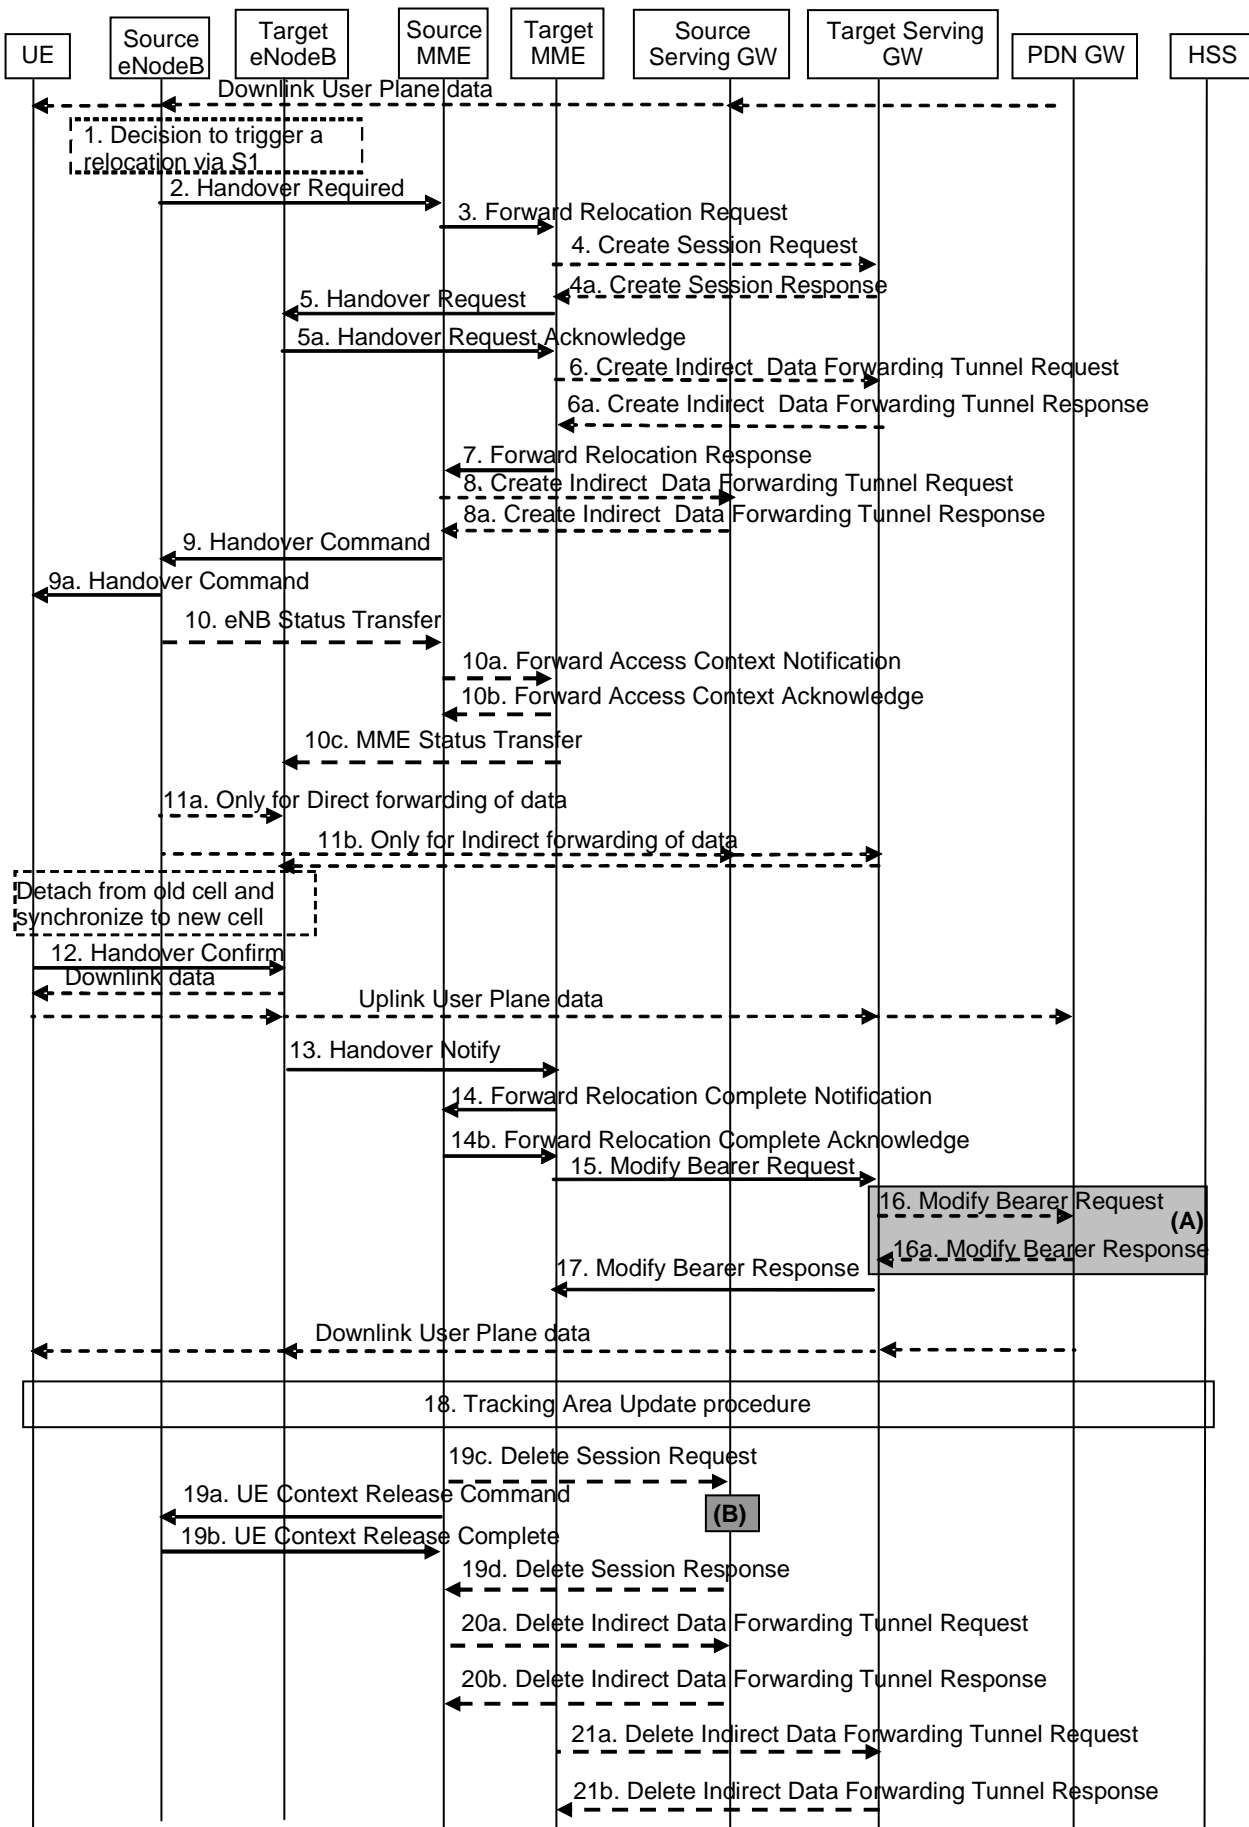 UE
Source
eNodeB
Target
eNodeB
Source
MME
Target
MME
Source
Serving GW
Target Serving
GW
PDN GW
HSS
Downlink User Plane data
1. Decision to trigger a
relocation via S1
2. Handover Required
3. Forward Relocation Request
4. Create Session Request
4a. Create Session Response
5. Handover Request
5a. Handover Request Acknowledge
6. Create Indirect Data Forwarding Tunnel Request
6a. Create Indirect Data Forwarding Tunnel Response
7. Forward Relocation Response
8. Create Indirect Data Forwarding Tunnel Request
8a. Create Indirect Data Forwarding Tunnel Response
9. Handover Command
9a. Handover Command
10. eNB Status Transfer
10a. Forward Access Context Notification
10b. Forward Access Context Acknowledge
10c. MME Status Transfer
11a. Only for Direct forwarding of data
11b. Only for Indirect forwarding of data
Detach from old cell and
synchronize to new cell
12. Handover Confirm
Downlink data
Uplink User Plane data
13. Handover Notify
14. Forward Relocation Complete Notification
14b. Forward Relocation Complete Acknowledge
15. Modify Bearer Request
16. Modify Bearer Request
(A)
16a. Modify Bearer Response
17. Modify Bearer Response
Downlink User Plane data
18. Tracking Area Update procedure
19c. Delete Session Request
19a. UE Context Release Command
(B)
19b. UE Context Release Complete
19d. Delete Session Response
20a. Delete Indirect Data Forwarding Tunnel Request
20b. Delete Indirect Data Forwarding Tunnel Response
21a. Delete Indirect Data Forwarding Tunnel Request
21b. Delete Indirect Data Forwarding Tunnel Response